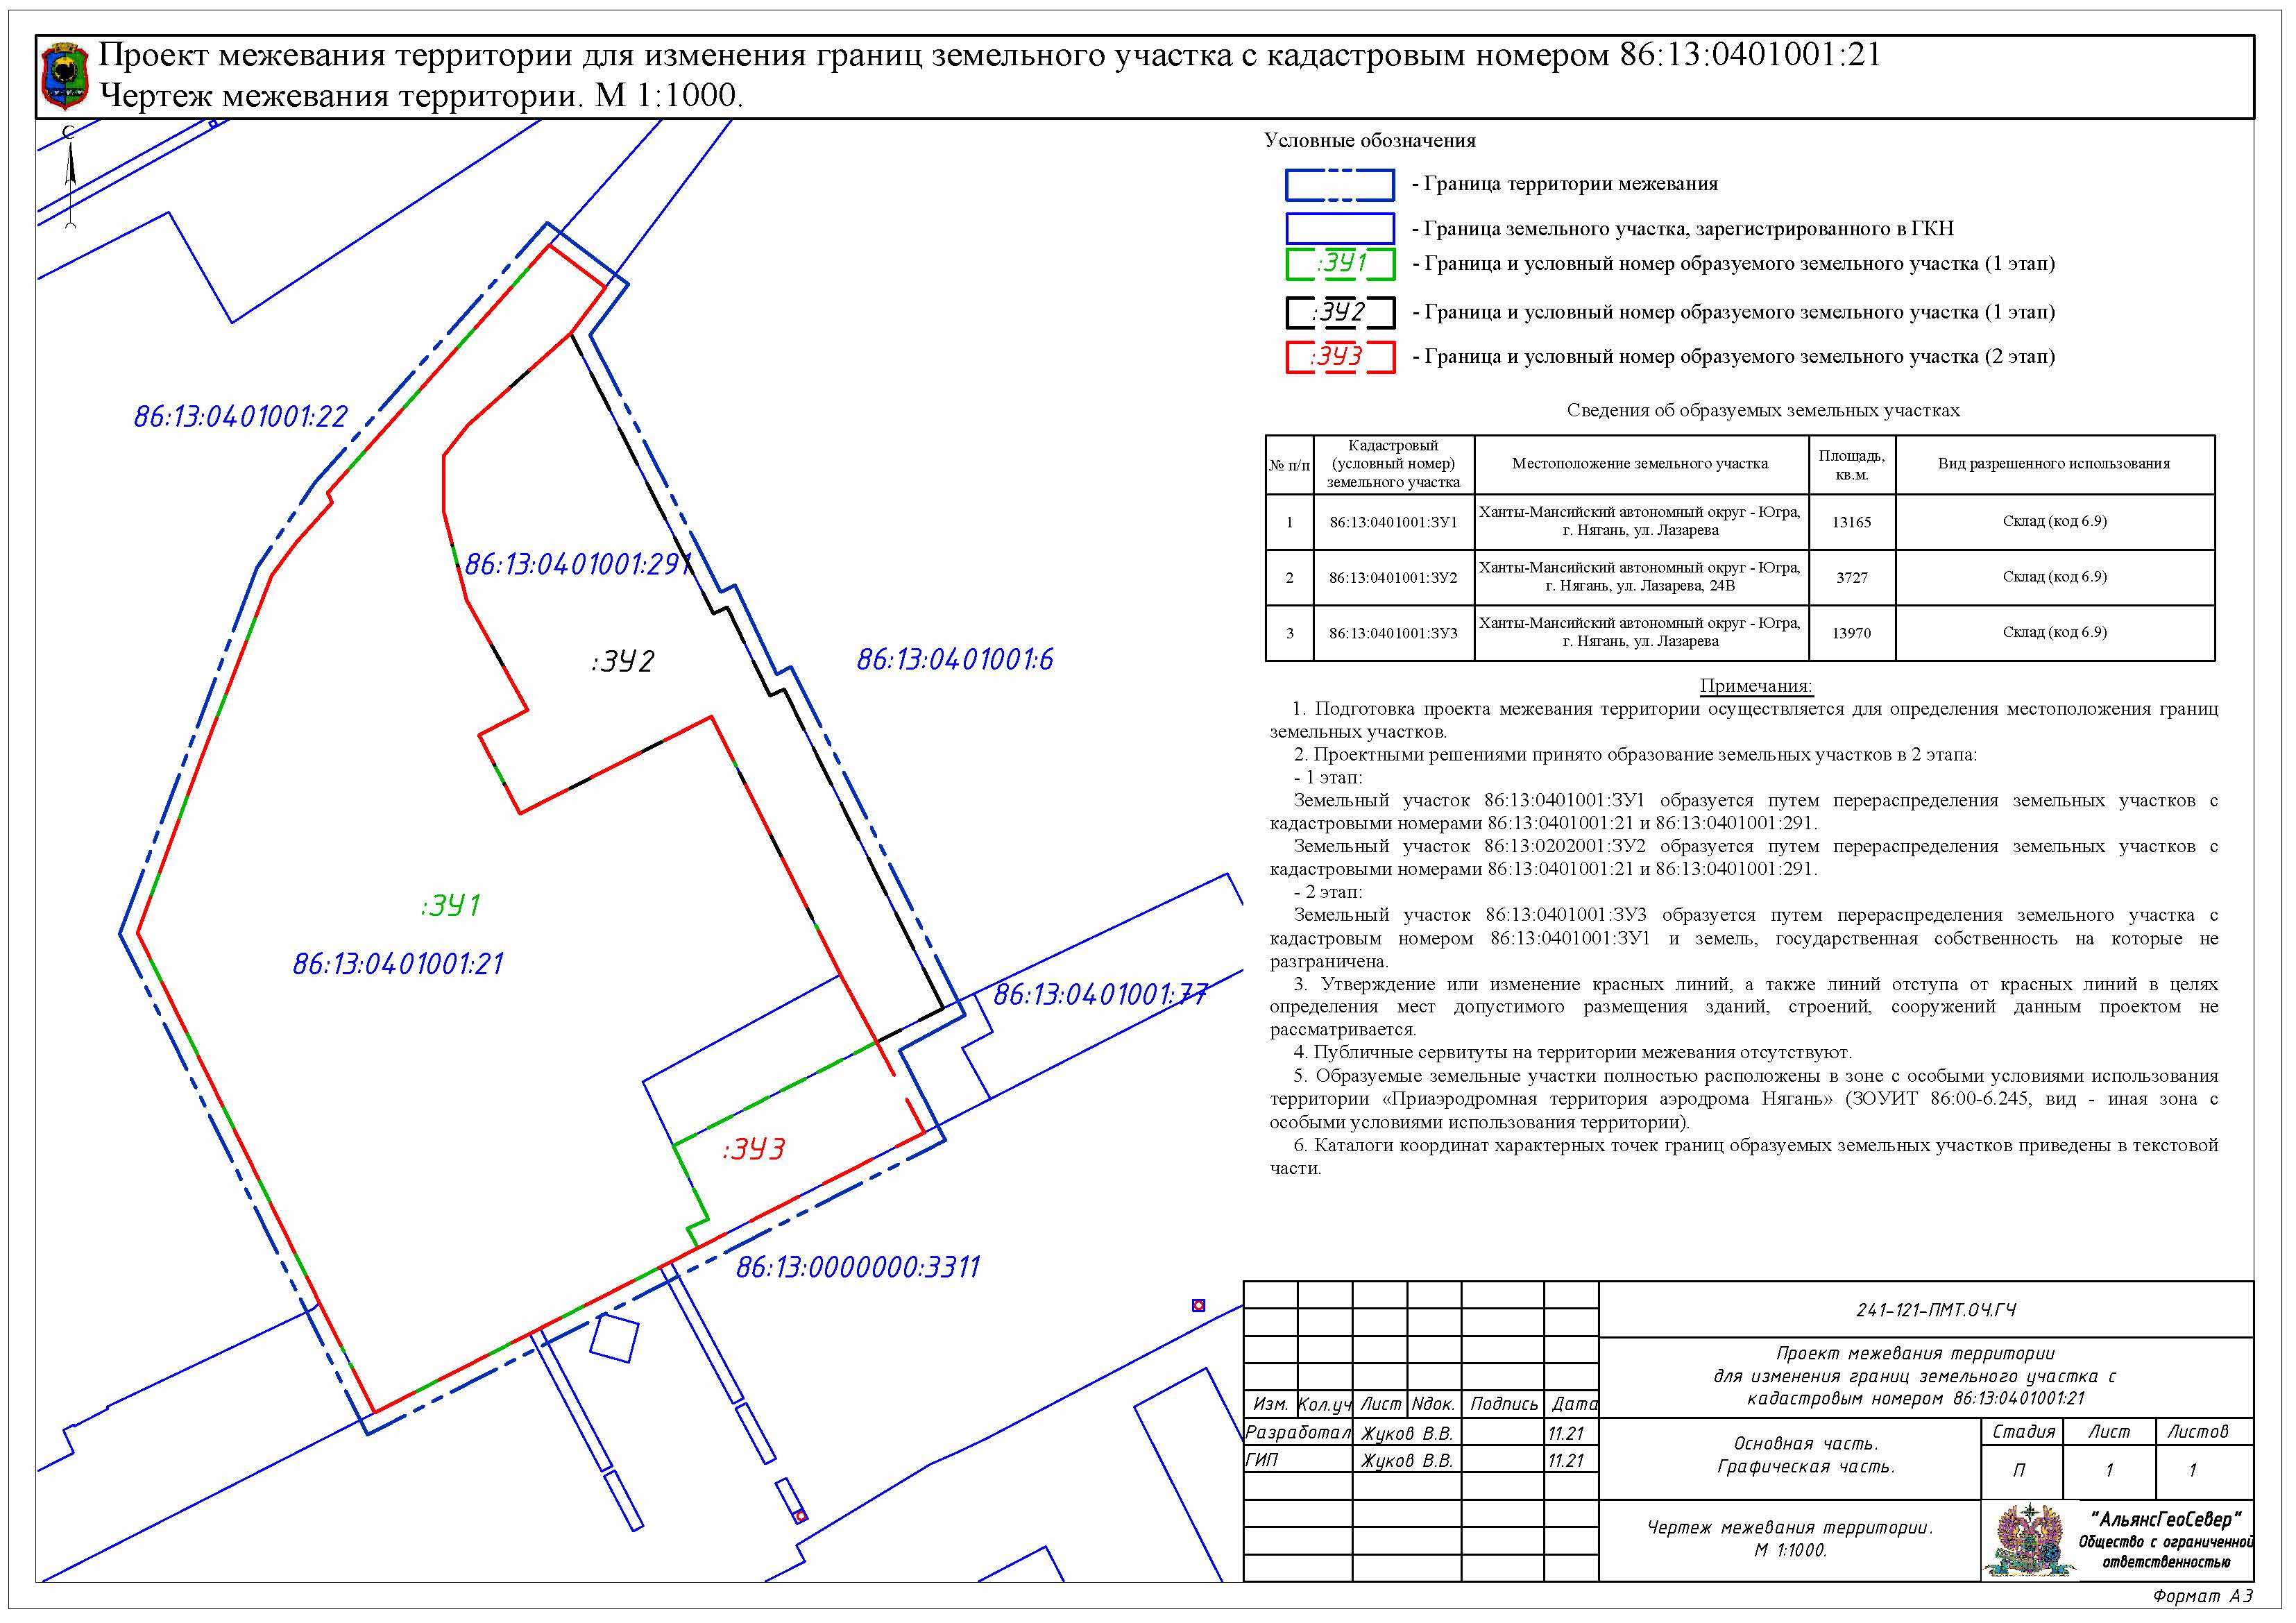 Проект межевания территории для изменения границ земельного участка с кадастровым номером 86:13:0401001:21
Чертеж межевания территории. М 1:1000.
С
Условные обозначения
- Граница территории межевания
- Граница земельного участка, зарегистрированного в ГКН
:ЗУ1 - Граница и условный номер образуемого земельного участка (1 этап)
:ЗУ2 - Граница и условный номер образуемого земельного участка (1 этап)
:ЗУ3 - Граница и условный номер образуемого земельного участка (2 этап)
86:13:0401001:22
86:13:0401001:291
:ЗУ2
86:13:0401001:6
:ЗУ1
86:13:0401001:21
86:13:0401001:77
:ЗУ3
86:13:0000000:3311
Сведения об образуемых земельных участках
№ п/п
Кадастровый
(условный номер)
земельного участка
Местоположение земельного участка
Площадь,
кв.м.
Вид разрешенного использования
1
86:13:0401001:ЗУ1
Ханты-Мансийский автономный округ - Югра,
г. Нягань, ул. Лазарева
13165
Склад (код 6.9)
2
86:13:0401001:ЗУ2
Ханты-Мансийский автономный округ - Югра,
г. Нягань, ул. Лазарева, 24В
3727
Склад (код 6.9)
3
86:13:0401001:ЗУ3
Ханты-Мансийский автономный округ - Югра,
г. Нягань, ул. Лазарева
13970
Склад (код 6.9)
Примечания:
1. Подготовка проекта межевания территории осуществляется для определения местоположения границ
земельных участков.
2. Проектными решениями принято образование земельных участков в 2 этапа:
- 1 этап:
Земельный участок 86:13:0401001:ЗУ1 образуется путем перераспределения земельных участков с
кадастровыми номерами 86:13:0401001:21 и 86:13:0401001:291.
Земельный участок 86:13:0202001:ЗУ2 образуется путем перераспределения земельных участков с
кадастровыми номерами 86:13:0401001:21 и 86:13:0401001:291.
- 2 этап:
Земельный участок 86:13:0401001:ЗУ3 образуется путем перераспределения земельного участка с
кадастровым номером 86:13:0401001:ЗУ1 и земель, государственная собственность на которые не
разграничена.
3. Утверждение или изменение красных линий, а также линий отступа от красных линий в целях
определения мест допустимого размещения зданий, строений, сооружений данным проектом не
рассматривается.
4. Публичные сервитуты на территории межевания отсутствуют.
5. Образуемые земельные участки полностью расположены в зоне с особыми условиями использования
территории «Приаэродромная территория аэродрома Нягань» (ЗОУИТ 86:00-6.245, вид - иная зона с
особыми условиями использования территории).
6. Каталоги координат характерных точек границ образуемых земельных участков приведены в текстовой
части.
241-121-ПМТ.ОЧ.ГЧ
Проект межевания территории
для изменения границ земельного участка с
кадастровым номером 86:13:0401001:21
Изм. Кол.уч Лист Nдок. Подпись Дата
Разработал Жуков В.В. 11.21
ГИП Жуков В.В. 11.21
Основная часть.
Графическая часть.
Стадия Лист Листов
П 1 1
Чертеж межевания территории.
М 1:1000.
"АльянсГеоСевер"
Общество с ограниченной
ответственностью
Формат А3